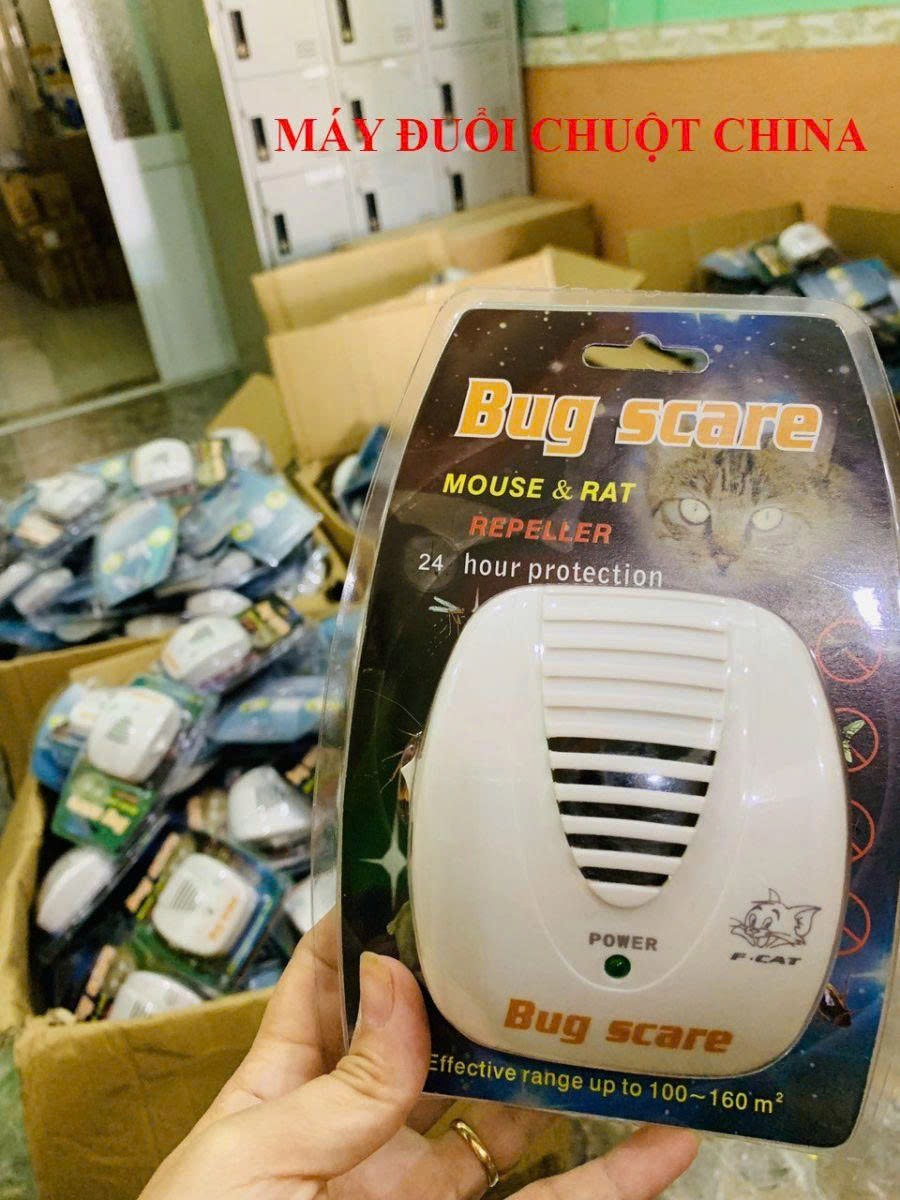 MÁY ĐUỔI CHUỘT CHINA
Bug scare
MOUSE & RAT
REPELLER
24 hour protection
POWER
F·CAT
Bug scare
Effective range up to 100~160 m²